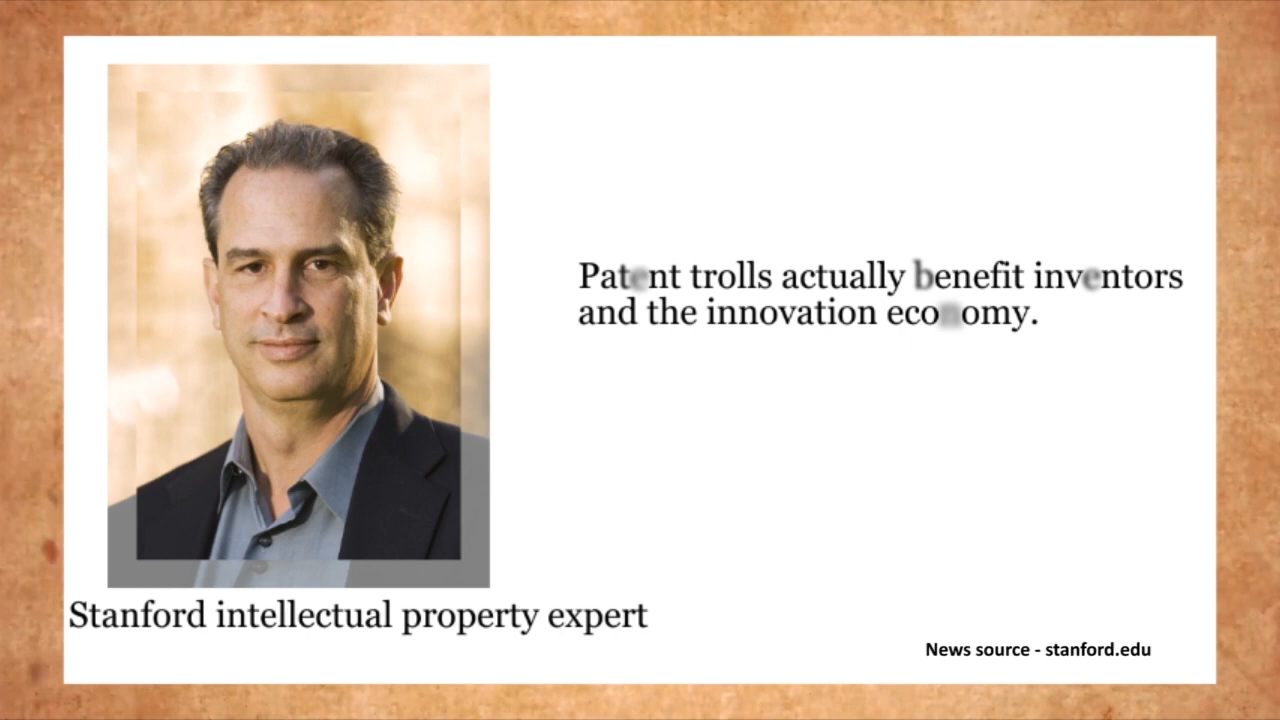 Patent trolls actually benefit inventors
and the innovation economy.
Stanford intellectual property expert
News source - stanford.edu